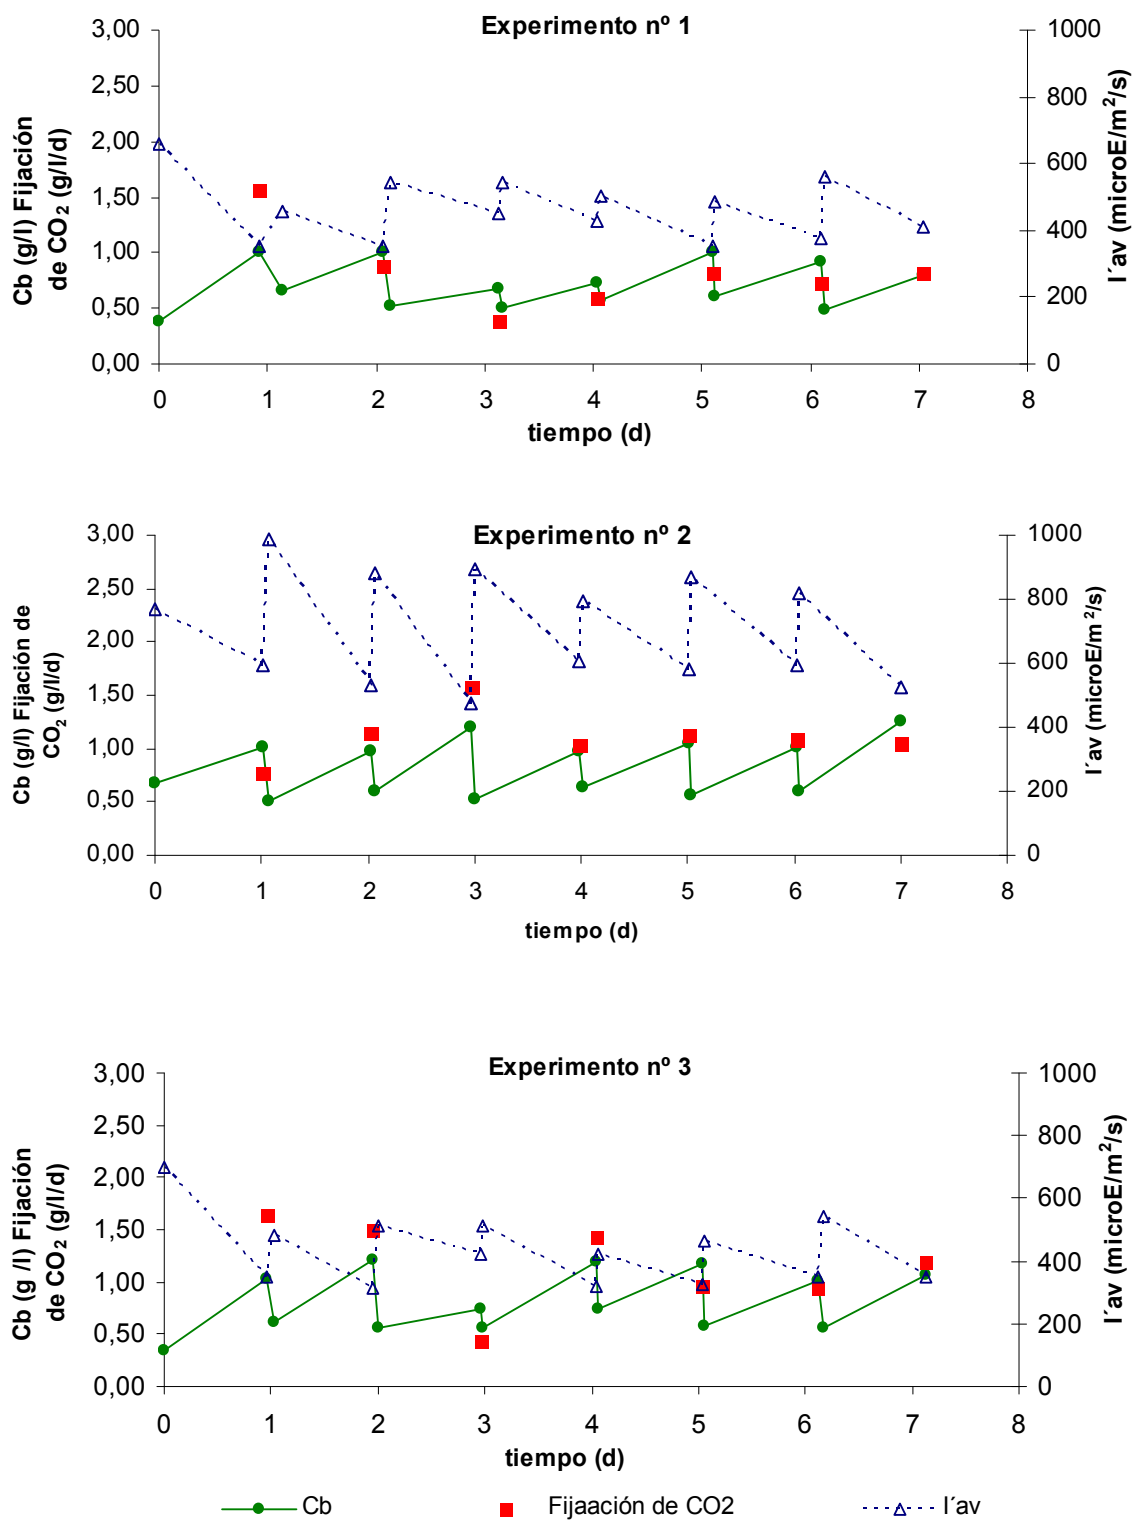 Experimento nº 1
3,00
2,50
2,00
1,50
1,00
0,50
0,00
Cb (g/l) Fijación
de CO₂ (g/l/d)
1000
800
600
400
200
0
I´av (microE/m²/s)
0 1 2 3 4 5 6 7 8
tiempo (d)
Experimento nº 2
3,00
2,50
2,00
1,50
1,00
0,50
0,00
Cb (g/l) Fijación de
CO₂ (g/l/d)
1000
800
600
400
200
0
I´av (microE/m²/s)
0 1 2 3 4 5 6 7 8
tiempo (d)
Experimento nº 3
3,00
2,50
2,00
1,50
1,00
0,50
0,00
Cb (g /l) Fijación
de CO₂ (g/l/d)
1000
800
600
400
200
0
I´av (microE/m²/s)
0 1 2 3 4 5 6 7 8
tiempo (d)
Cb Fijaación de CO2 I´av